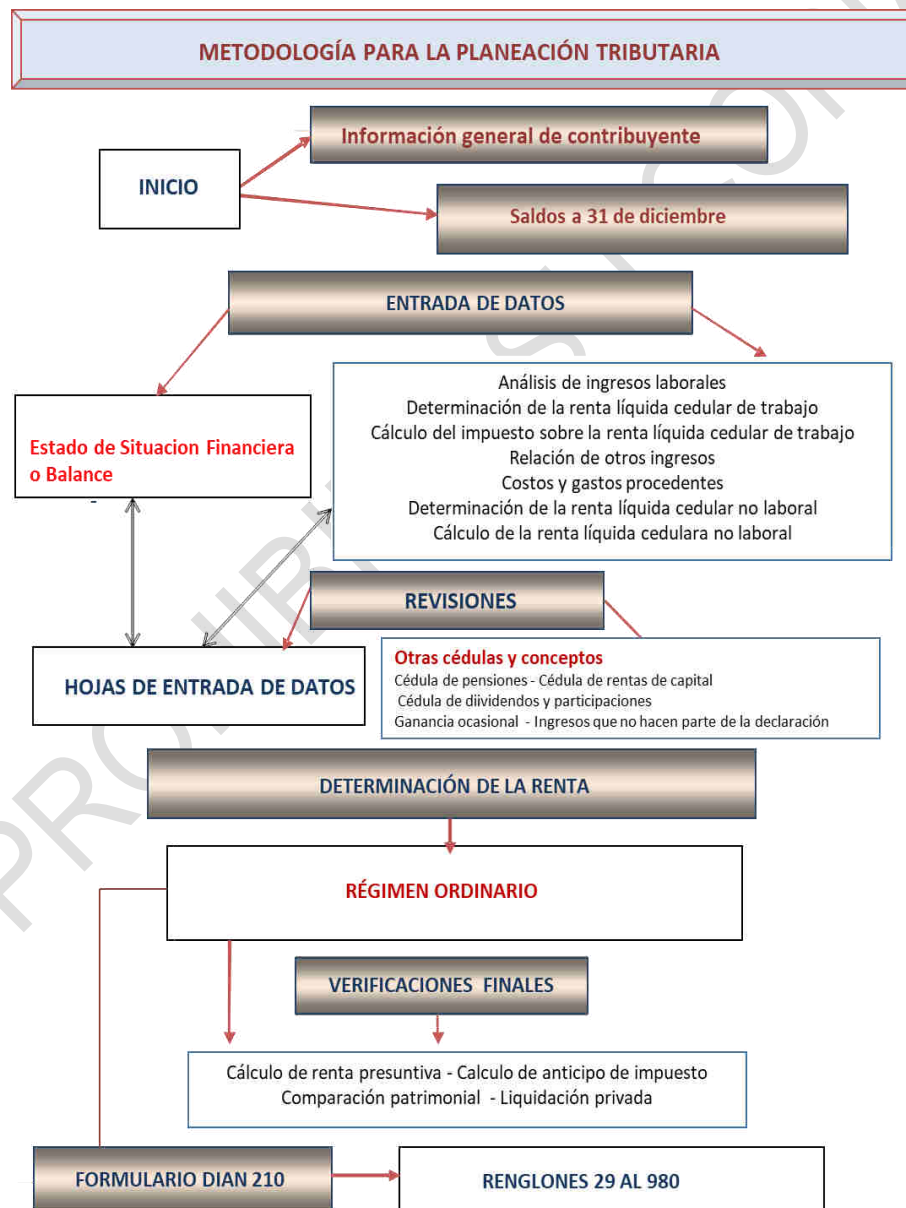 METODOLOGÍA PARA LA PLANEACIÓN TRIBUTARIA
Información general de contribuyente
INICIO
Saldos a 31 de diciembre
ENTRADA DE DATOS
Análisis de ingresos laborales
Determinación de la renta líquida cedular de trabajo
Cálculo del impuesto sobre la renta líquida cedular de trabajo
Relación de otros ingresos
Costos y gastos procedentes
Determinación de la renta líquida cedular no laboral
Cálculo de la renta líquida cedulara no laboral
Estado de Situacion Financiera
o Balance
-
REVISIONES
HOJAS DE ENTRADA DE DATOS
Otras cédulas y conceptos
Cédula de pensiones - Cédula de rentas de capital
Cédula de diividendos y participaciones
Ganancia ocasional - Ingresos que no hacen parte de la declaración
DETERMINACIÓN DE LA RENTA
RÉGIMEN ORDINARIO
VERIFICACIONES FINALES
Cálculo de renta presuntiva - Calculo de anticipo de impuesto
Comparación patrimonial - Liquidación privada
FORMULARIO DIAN 210
RENGLONES 29 AL 980